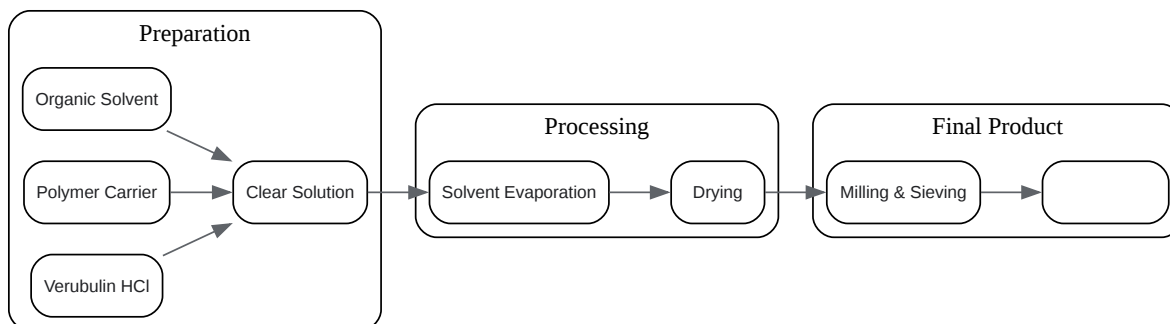 Preparation
Organic Solvent
Polymer Carrier
Verubulin HCl
Clear Solution
Processing
Solvent Evaporation
Drying
Final Product
Milling & Sieving